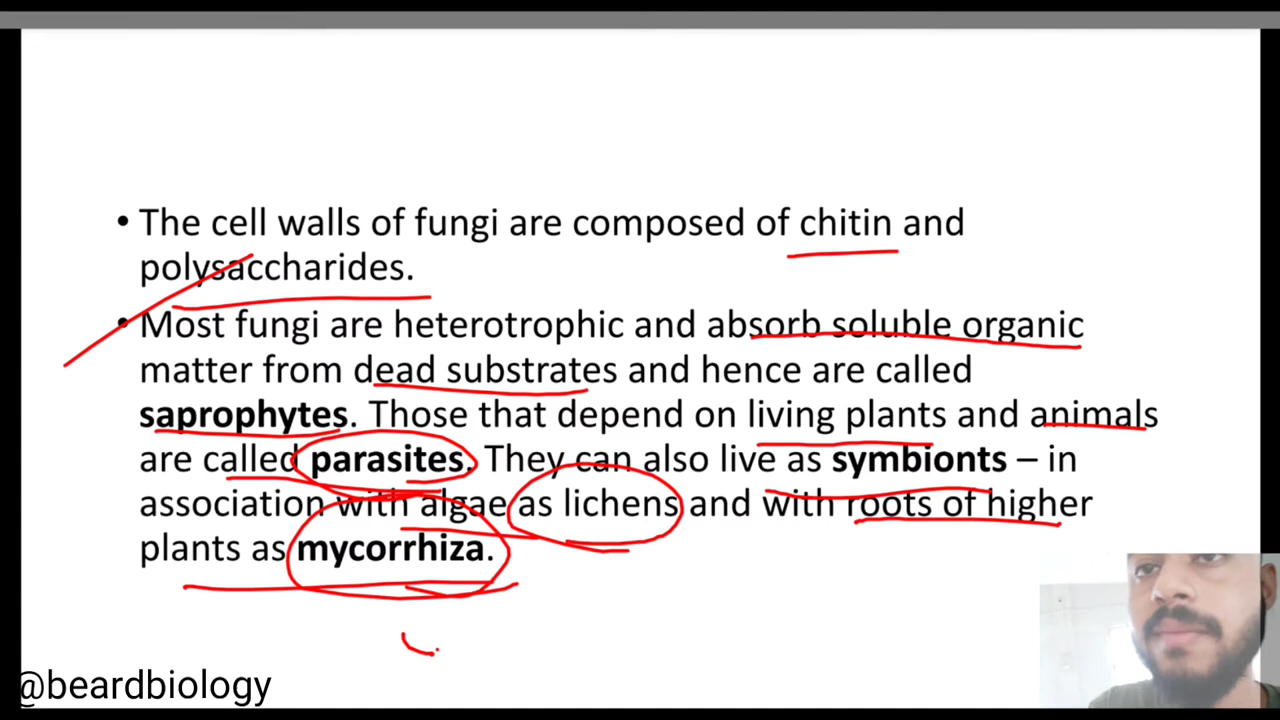 • The cell walls of fungi are composed of chitin and
polysaccharides.
• Most fungi are heterotrophic and absorb soluble organic
matter from dead substrates and hence are called
saprophytes. Those that depend on living plants and animals
are called parasites. They can also live as symbionts – in
association with algae as lichens and with roots of higher
plants as mycorrhiza.
@beardbiology